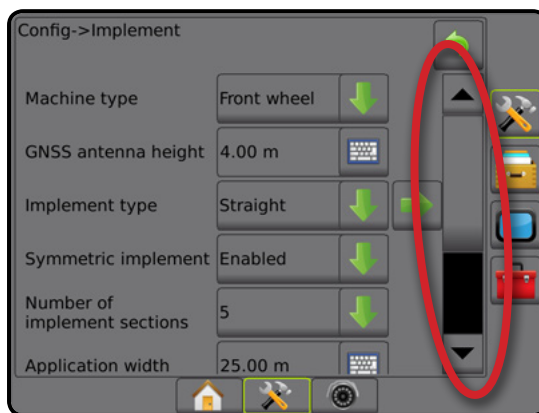 Config->Implement
Machine type Front wheel
GNSS antenna height 4.00 m
Implement type Straight
Symmetric implement Enabled
Number of
implement sections 5
Application width 25.00 m